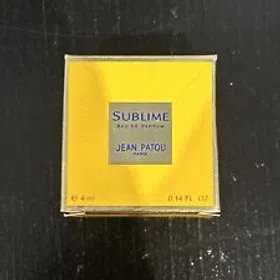 SUBLIME
EAU DE PARFUM
JEAN PATOU
PARIS
℮ 4 ml 0.14 FL. OZ.